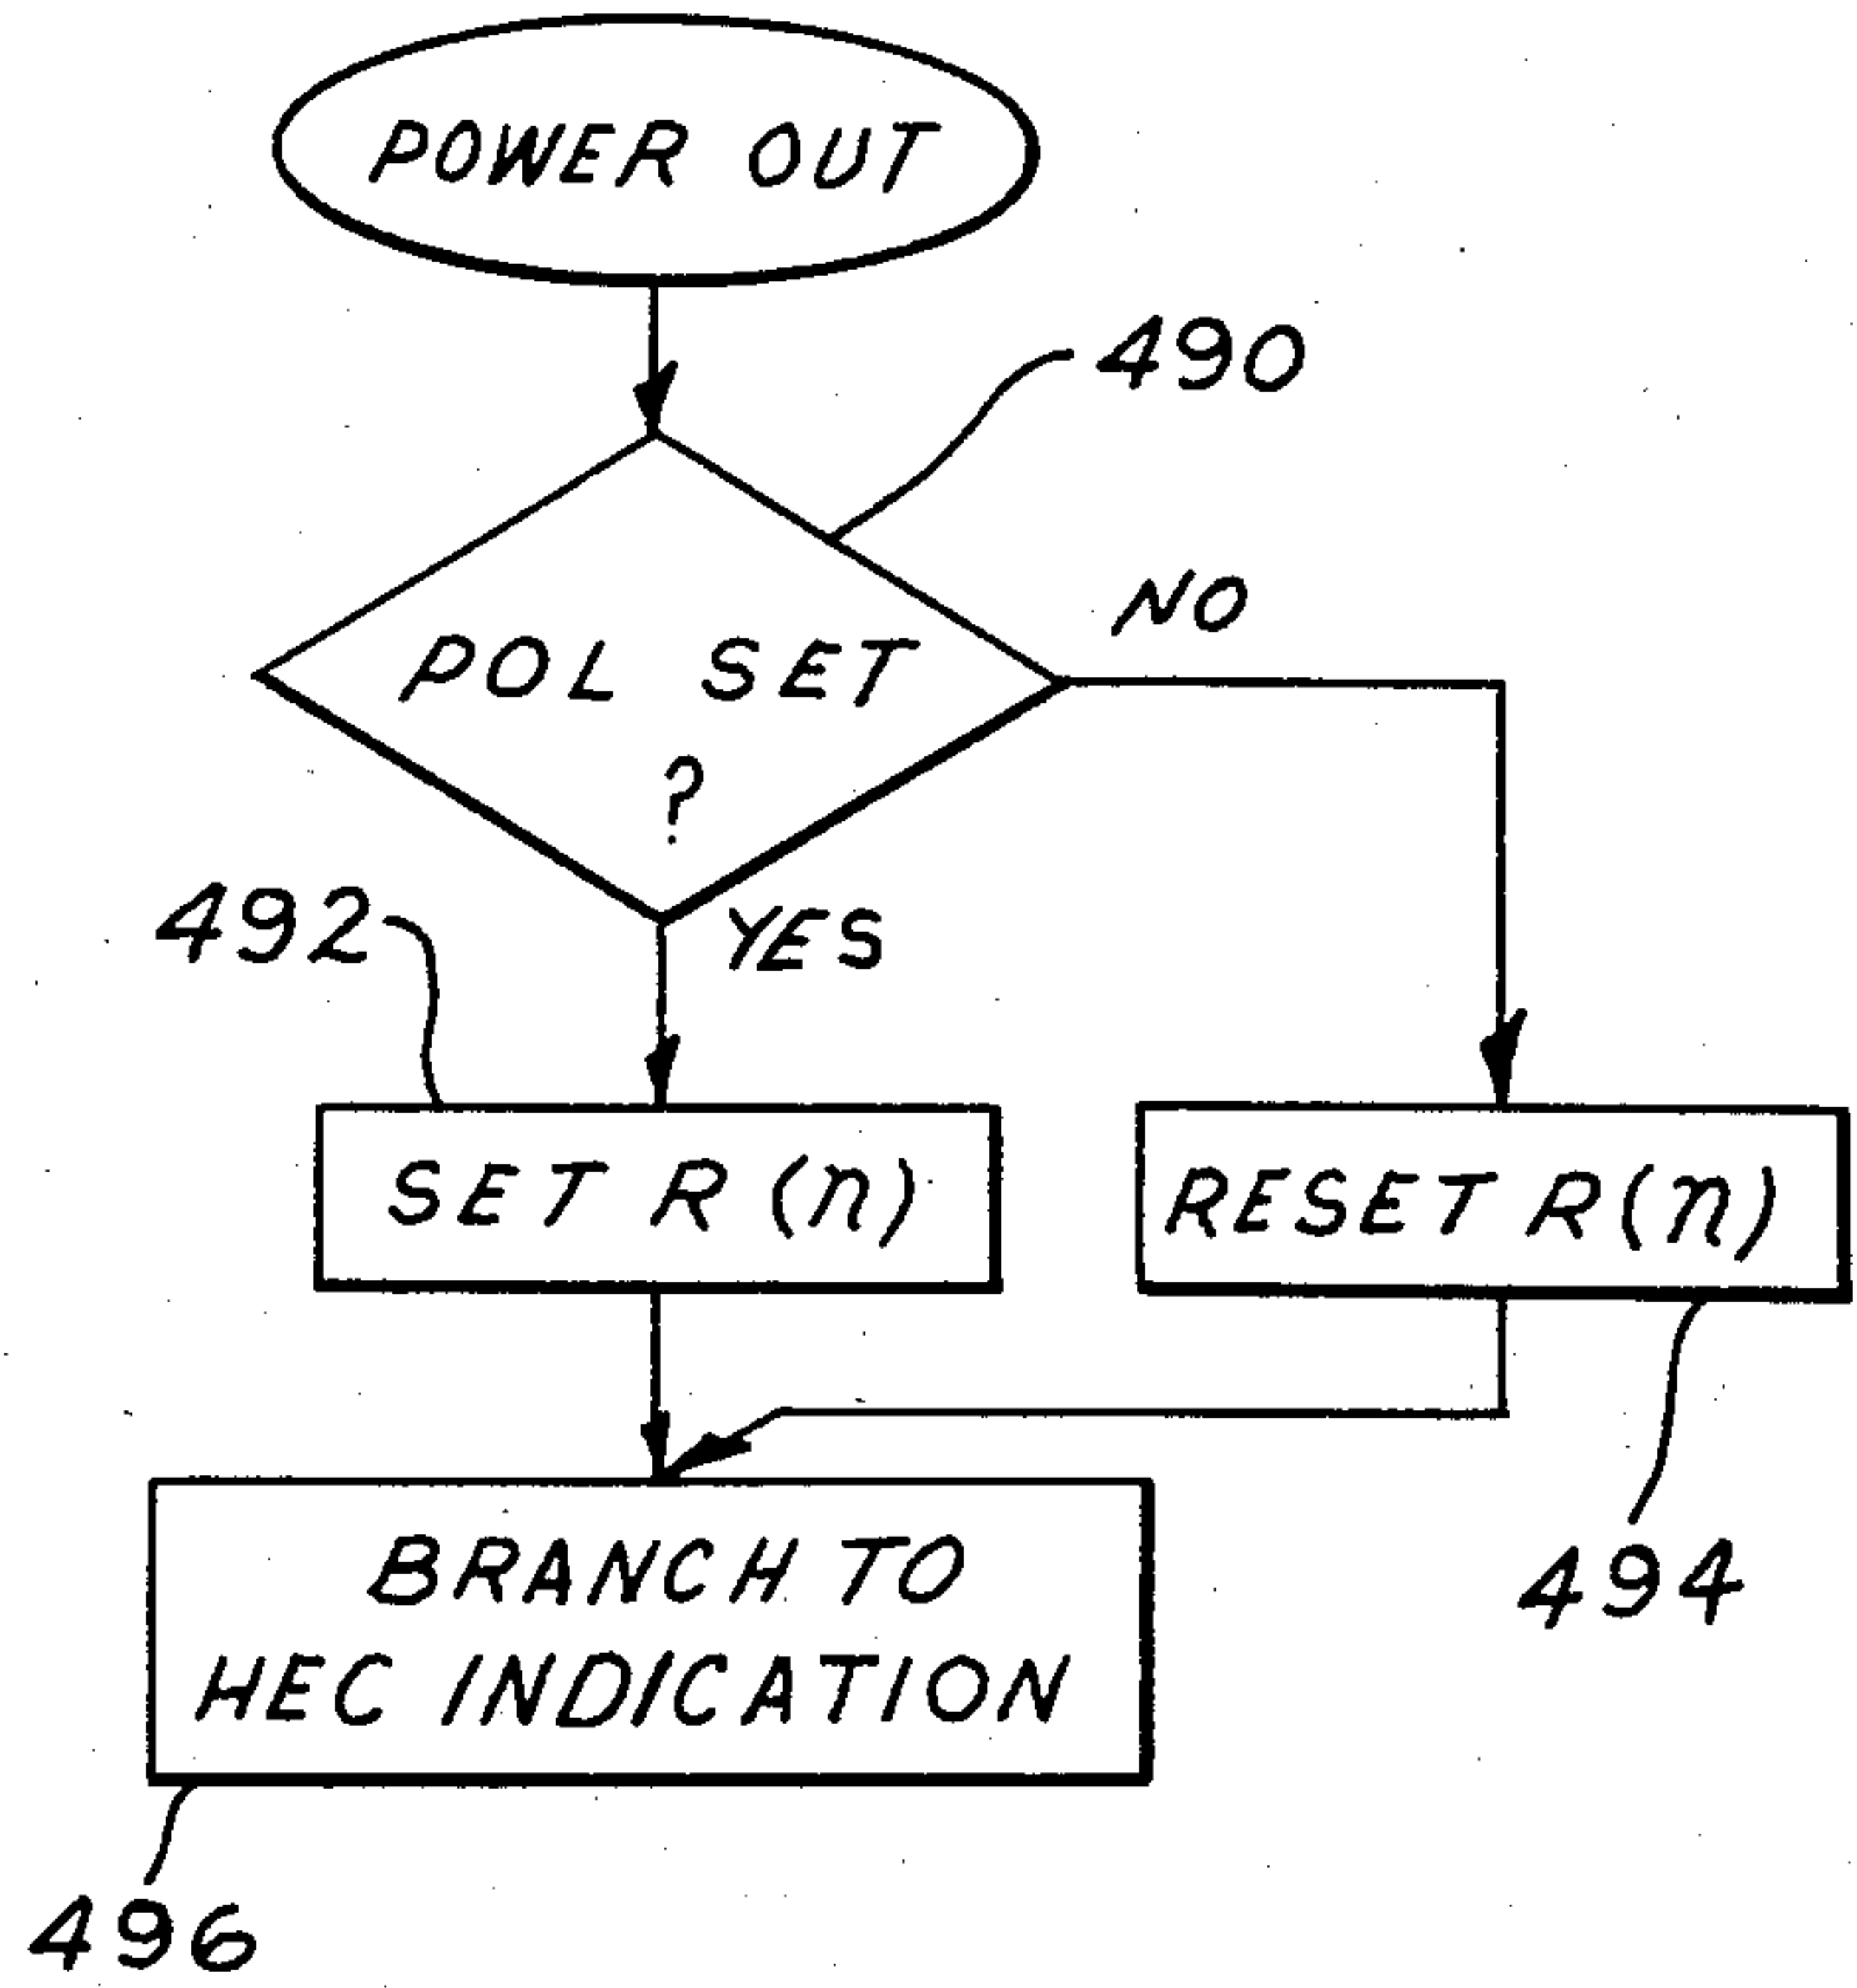 POWER OUT
490
POL SET
?
NO
YES
492
SET R (n)
RESET R(n)
494
BRANCH TO
HEC INDICATION
496